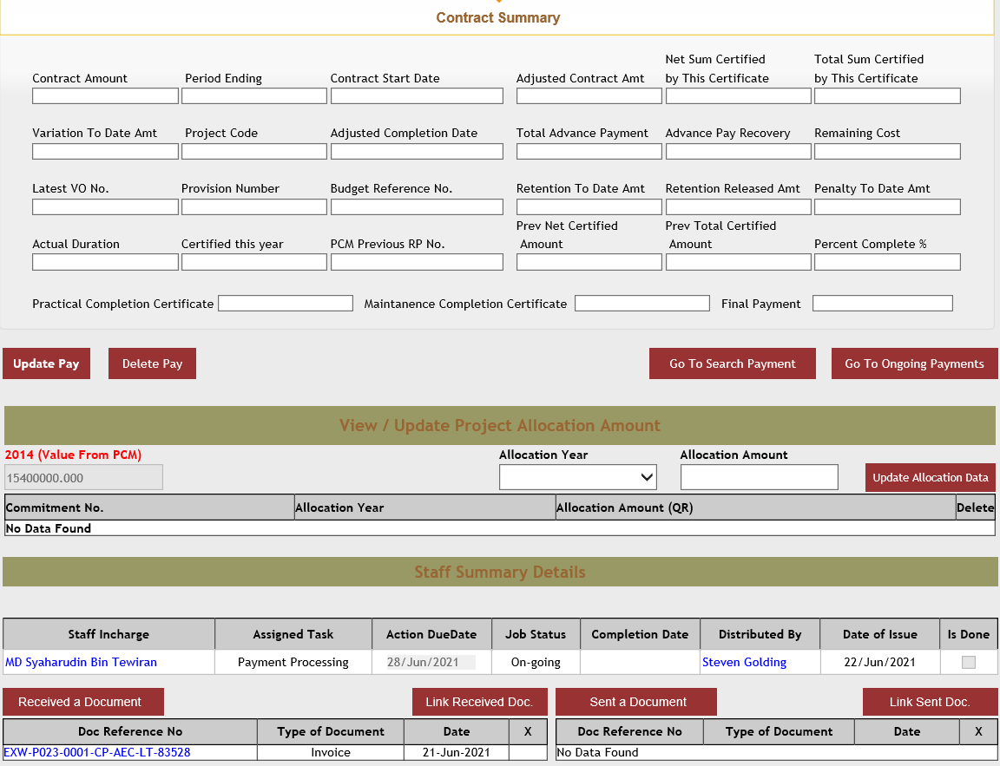 Contract Summary
Net Sum Certified Total Sum Certified
Contract Amount Period Ending Contract Start Date Adjusted Contract Amt by This Certificate by This Certificate
Variation To Date Amt Project Code Adjusted Completion Date Total Advance Payment Advance Pay Recovery Remaining Cost
Latest VO No. Provision Number Budget Reference No. Retention To Date Amt Retention Released Amt Penalty To Date Amt
Prev Net Certified Prev Total Certified
Actual Duration Certified this year PCM Previous RP No. Amount Amount Percent Complete %
Practical Completion Certificate Maintanence Completion Certificate Final Payment
Update Pay Delete Pay Go To Search Payment Go To Ongoing Payments
View / Update Project Allocation Amount
2014 (Value From PCM) Allocation Year Allocation Amount
15400000.000 Update Allocation Data
Commitment No. Allocation Year Allocation Amount (QR) Delete
No Data Found
Staff Summary Details
Staff Incharge Assigned Task Action DueDate Job Status Completion Date Distributed By Date of Issue Is Done
MD Syaharudin Bin Tewiran Payment Processing 28/Jun/2021 On-going Steven Golding 22/Jun/2021
Received a Document Link Received Doc. Sent a Document Link Sent Doc.
Doc Reference No Type of Document Date X Doc Reference No Type of Document Date X
EXW-P023-0001-CP-AEC-LT-83528 Invoice 21-Jun-2021 No Data Found